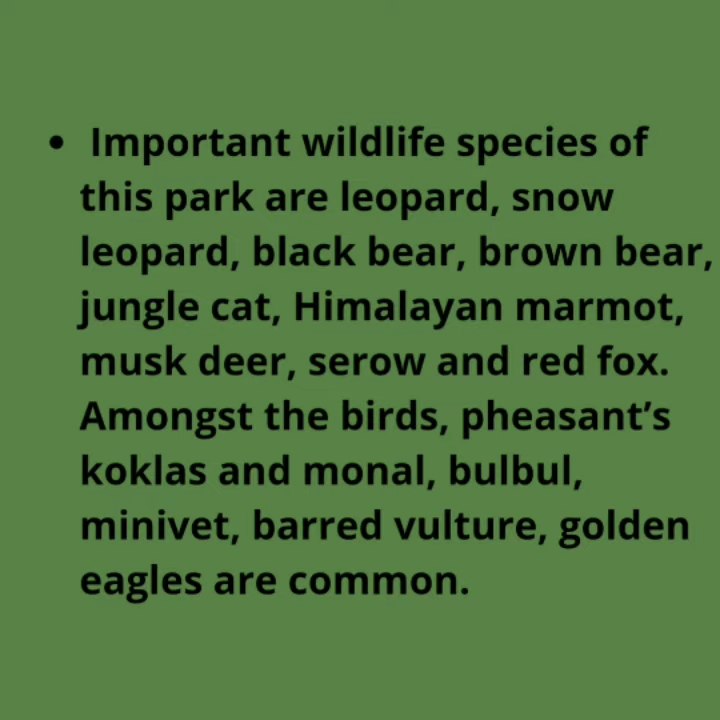 • Important wildlife species of
this park are leopard, snow
leopard, black bear, brown bear,
jungle cat, Himalayan marmot,
musk deer, serow and red fox.
Amongst the birds, pheasant’s
koklas and monal, bulbul,
minivet, barred vulture, golden
eagles are common.